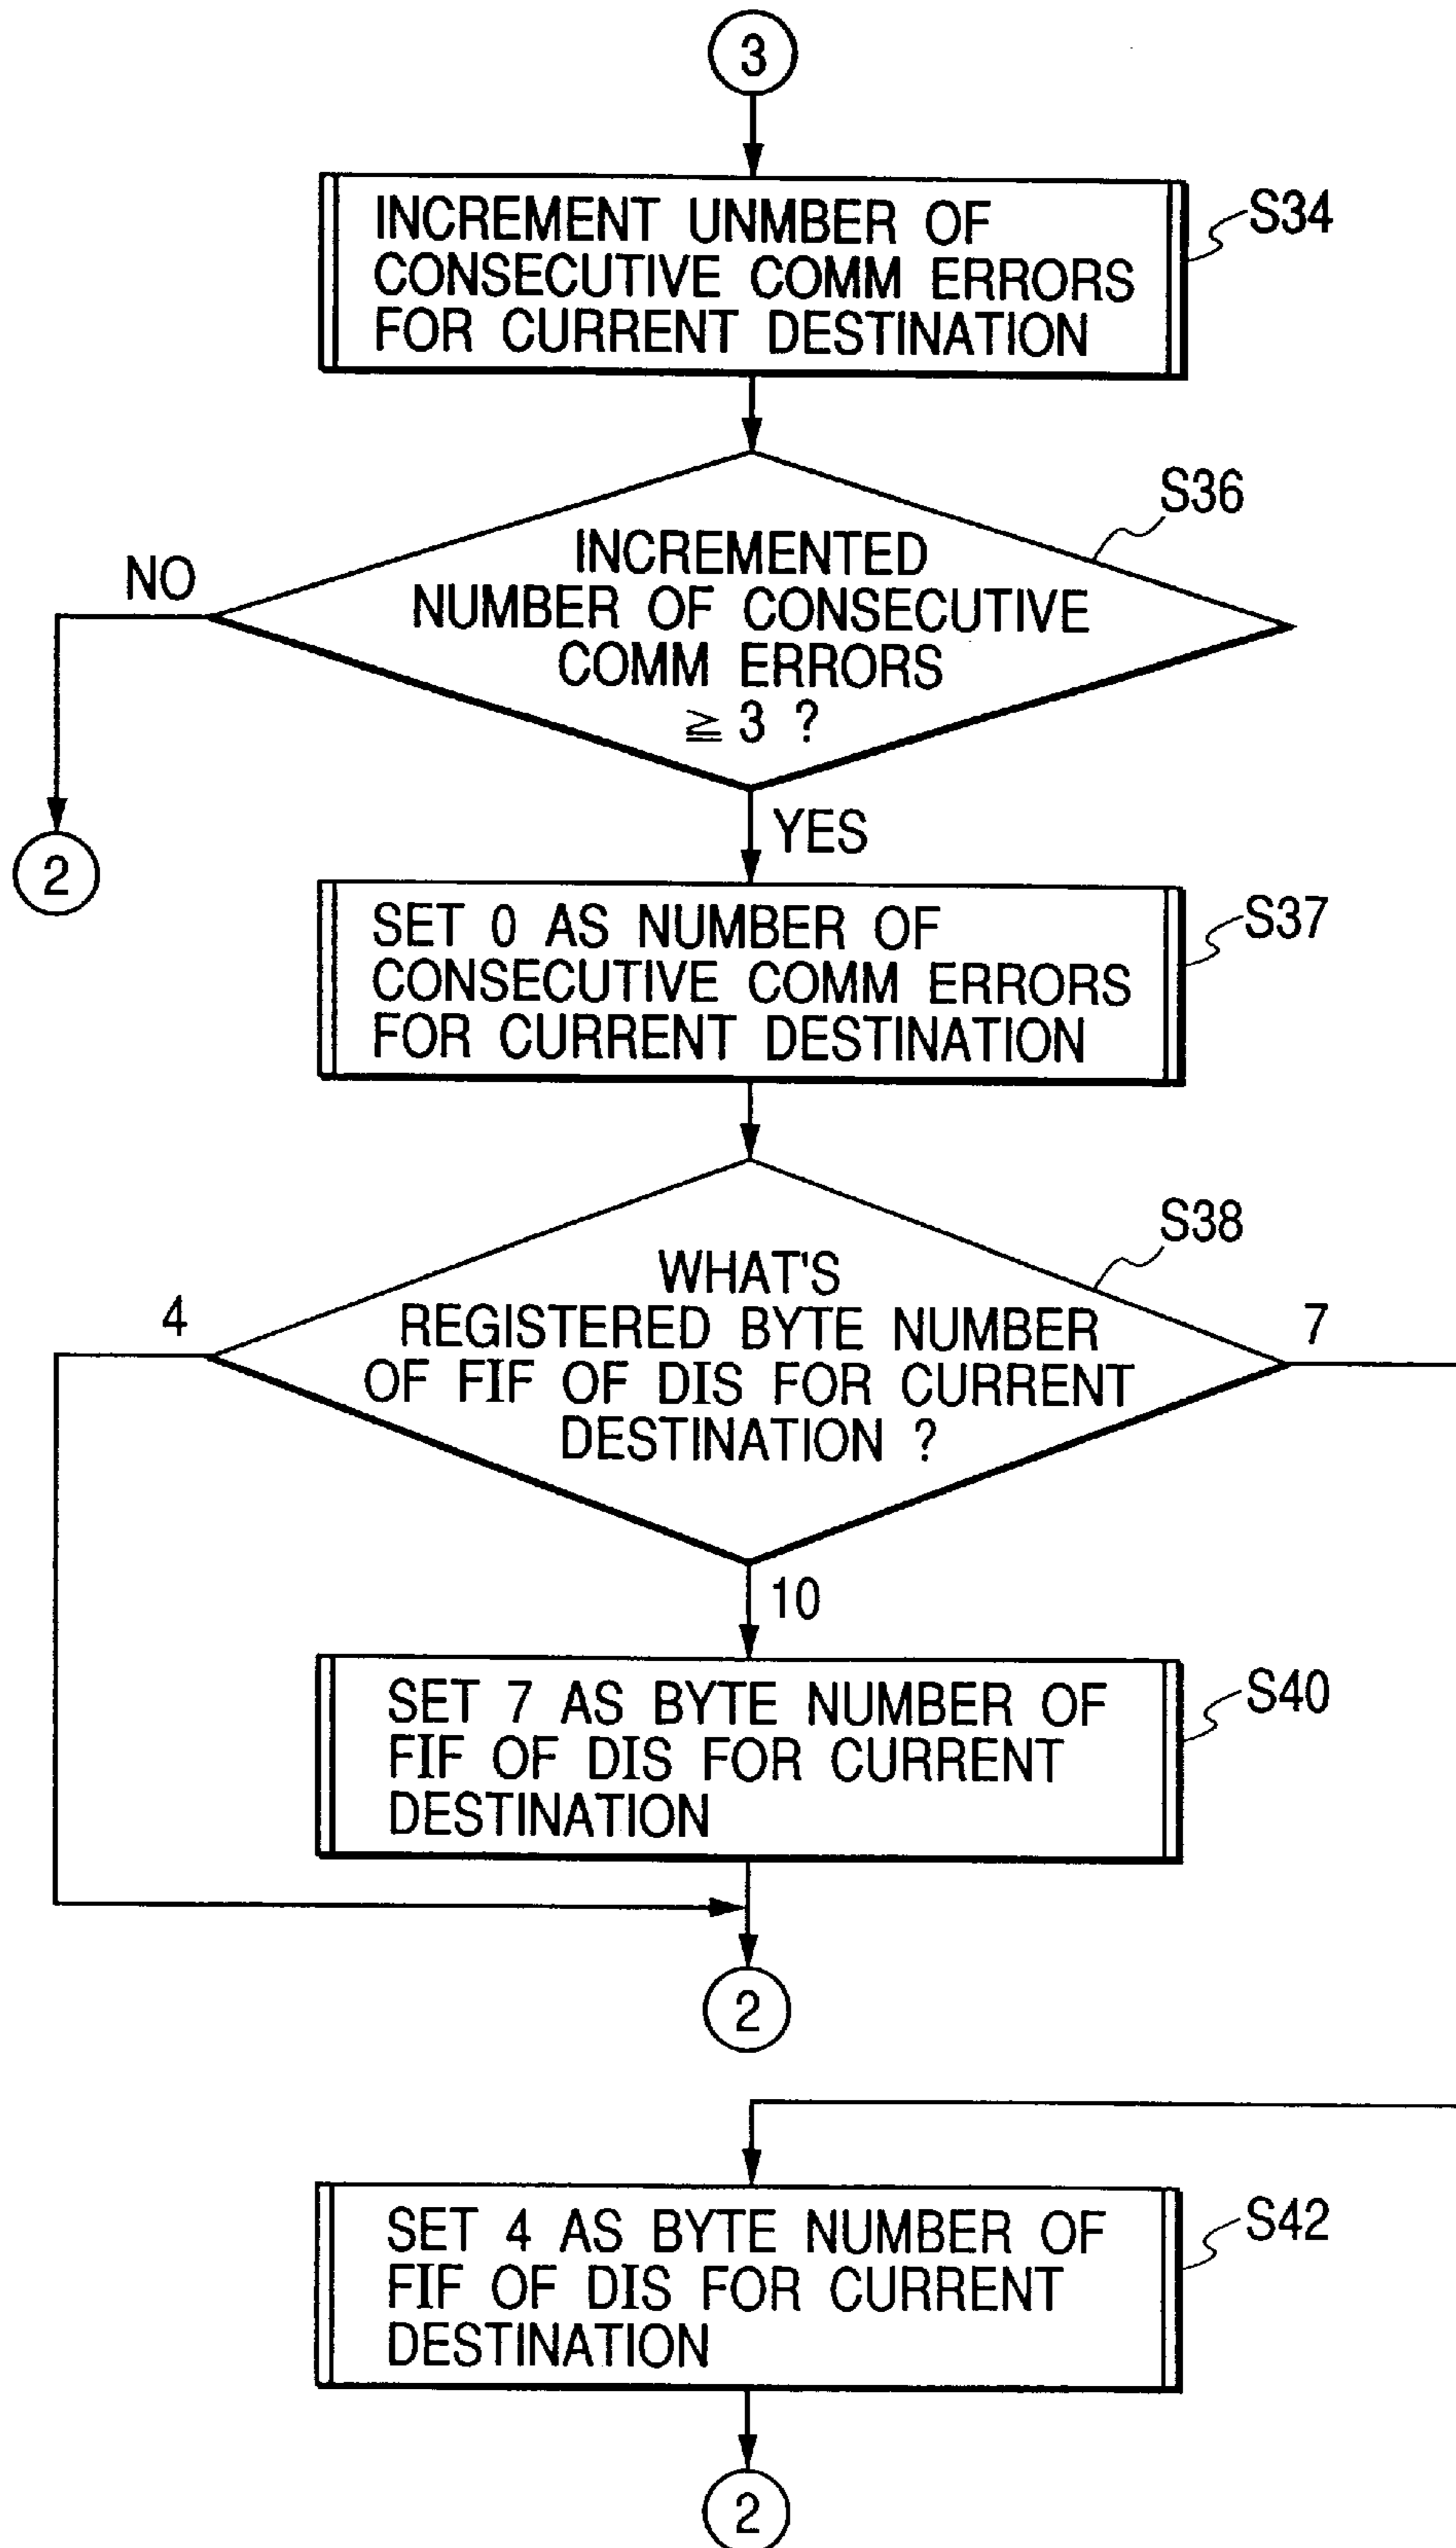 3
INCREMENT UNMBER OF
CONSECUTIVE COMM ERRORS
FOR CURRENT DESTINATION
S34
S36
INCREMENTED
NUMBER OF CONSECUTIVE
COMM ERRORS
≧ 3 ?
NO
YES
2
SET 0 AS NUMBER OF
CONSECUTIVE COMM ERRORS
FOR CURRENT DESTINATION
S37
S38
WHAT'S
REGISTERED BYTE NUMBER
OF FIF OF DIS FOR CURRENT
DESTINATION ?
4
7
10
SET 7 AS BYTE NUMBER OF
FIF OF DIS FOR CURRENT
DESTINATION
S40
2
SET 4 AS BYTE NUMBER OF
FIF OF DIS FOR CURRENT
DESTINATION
S42
2